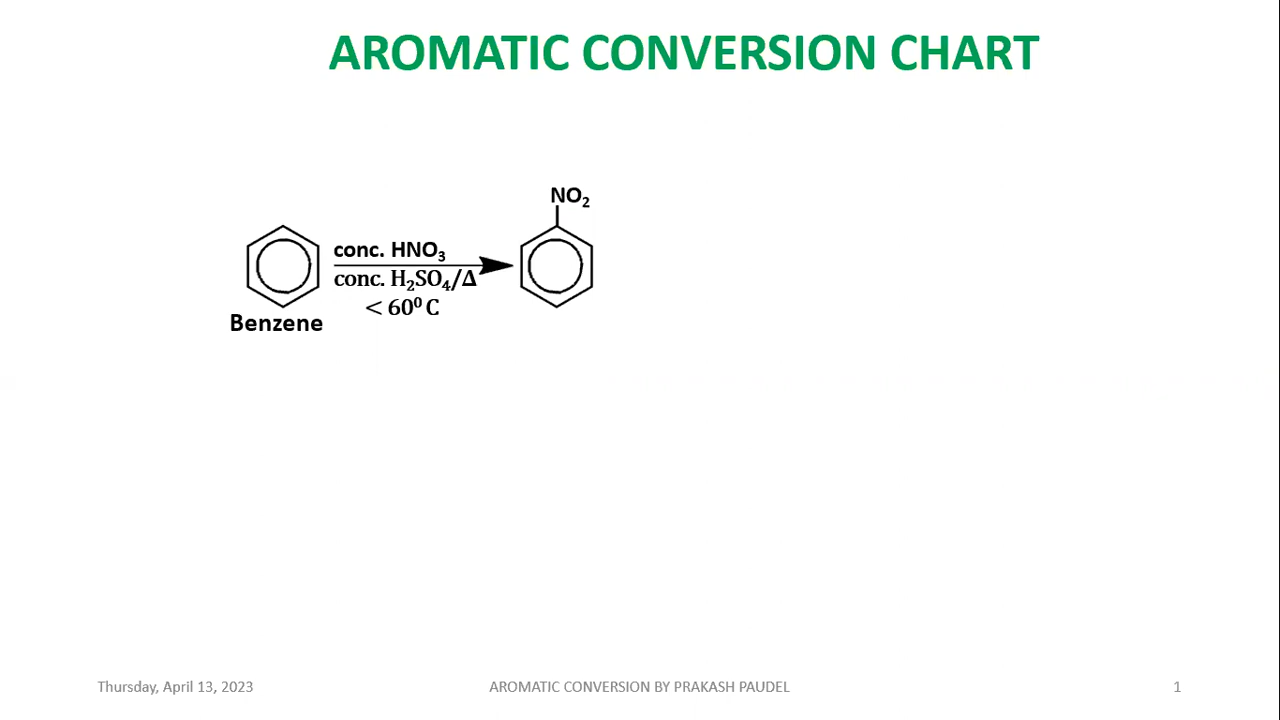 AROMATIC CONVERSION CHART
NO₂
conc. HNO₃
conc. H₂SO₄/Δ
< 60⁰ C
Benzene
Thursday, April 13, 2023
AROMATIC CONVERSION BY PRAKASH PAUDEL
1